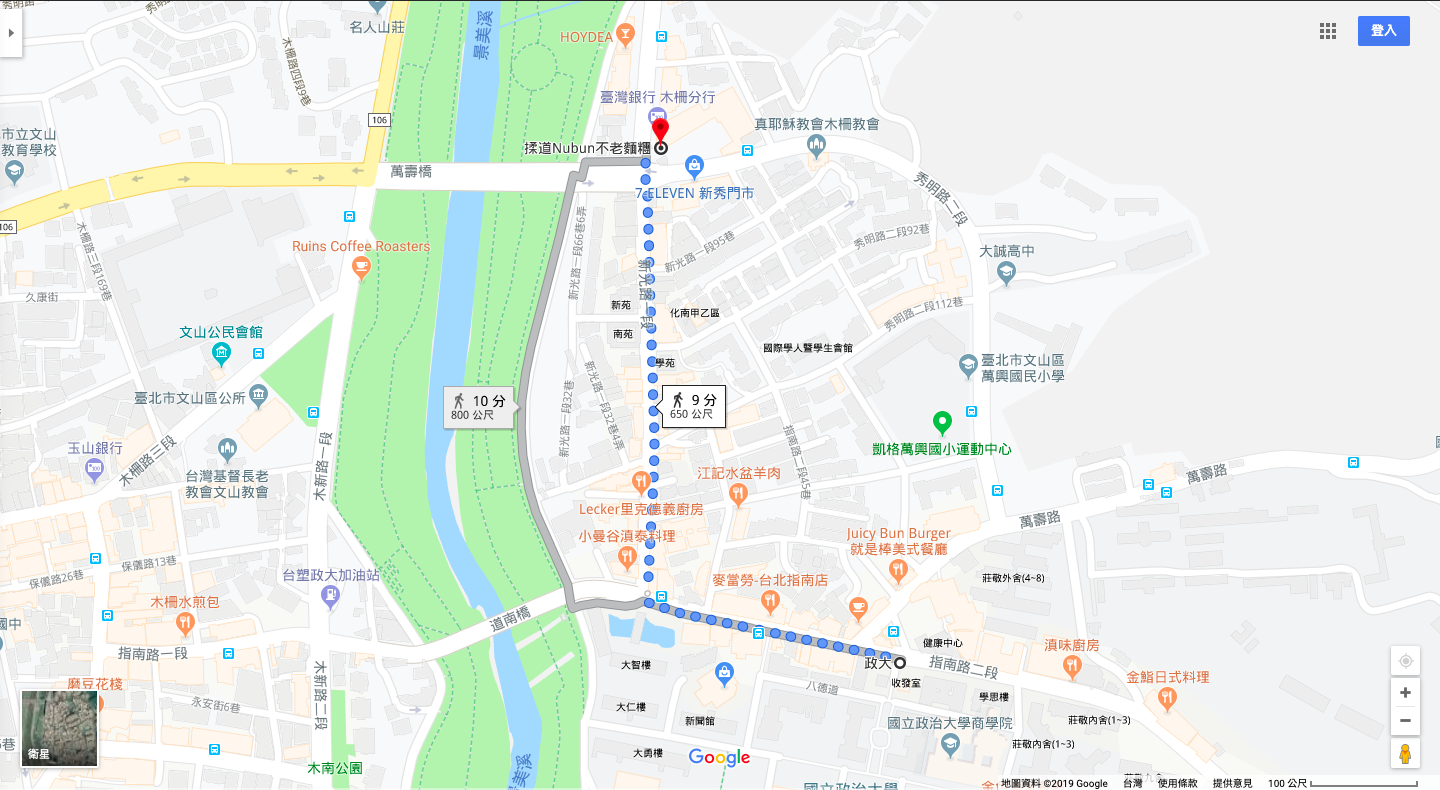 秀明路
名人山莊
景美溪
HOYDEA
登入
木柵路四段9巷
臺灣銀行 木柵分行
106
市立文山
教育學校
揉道Nubun不老麵糰
真耶穌教會木柵教會
萬壽橋
7-ELEVEN 新秀門市
秀明路二段
106
木柵路三段169巷
新光路一段66巷6弄
Ruins Coffee Roasters
新光路一段95巷
秀明路二段92巷
大誠高中
新光路一段
久康街
新苑
化南甲乙區
秀明路二段112巷
文山公民會館
南苑
國際學人暨學生會館
學苑
臺北市文山區
萬興國民小學
臺北市文山區公所
10 分
800 公尺
9 分
650 公尺
新光路一段32巷
新光路一段32巷4弄
指南路二段45巷
凱格萬興國小運動中心
玉山銀行
木柵路三段
木新路一段
台灣基督長老
教會文山教會
江記水盆羊肉
萬壽路
Lecker里克德義廚房
小曼谷滇泰料理
萬壽路
Juicy Bun Burger
就是棒美式餐廳
保儀路13巷
保儀路26巷
台塑政大加油站
麥當勞-台北指南店
莊敬外舍(4~8)
木柵水煎包
道南橋
國中
指南路一段
健康中心
滇味廚房
政大
指南路二段
大智樓
收發室
金鮨日式料理
木新路二段
磨豆花棧
八德道
學思樓
永安街6巷
大仁樓
新聞館
國立政治大學商學院
莊敬內舍(1~3)
莊敬內舍(1~3)
大勇樓
Google
衛星
木南公園
景美溪
國立政治大學
地圖資料 ©2019 Google
台灣
使用條款
提供意見
100 公尺